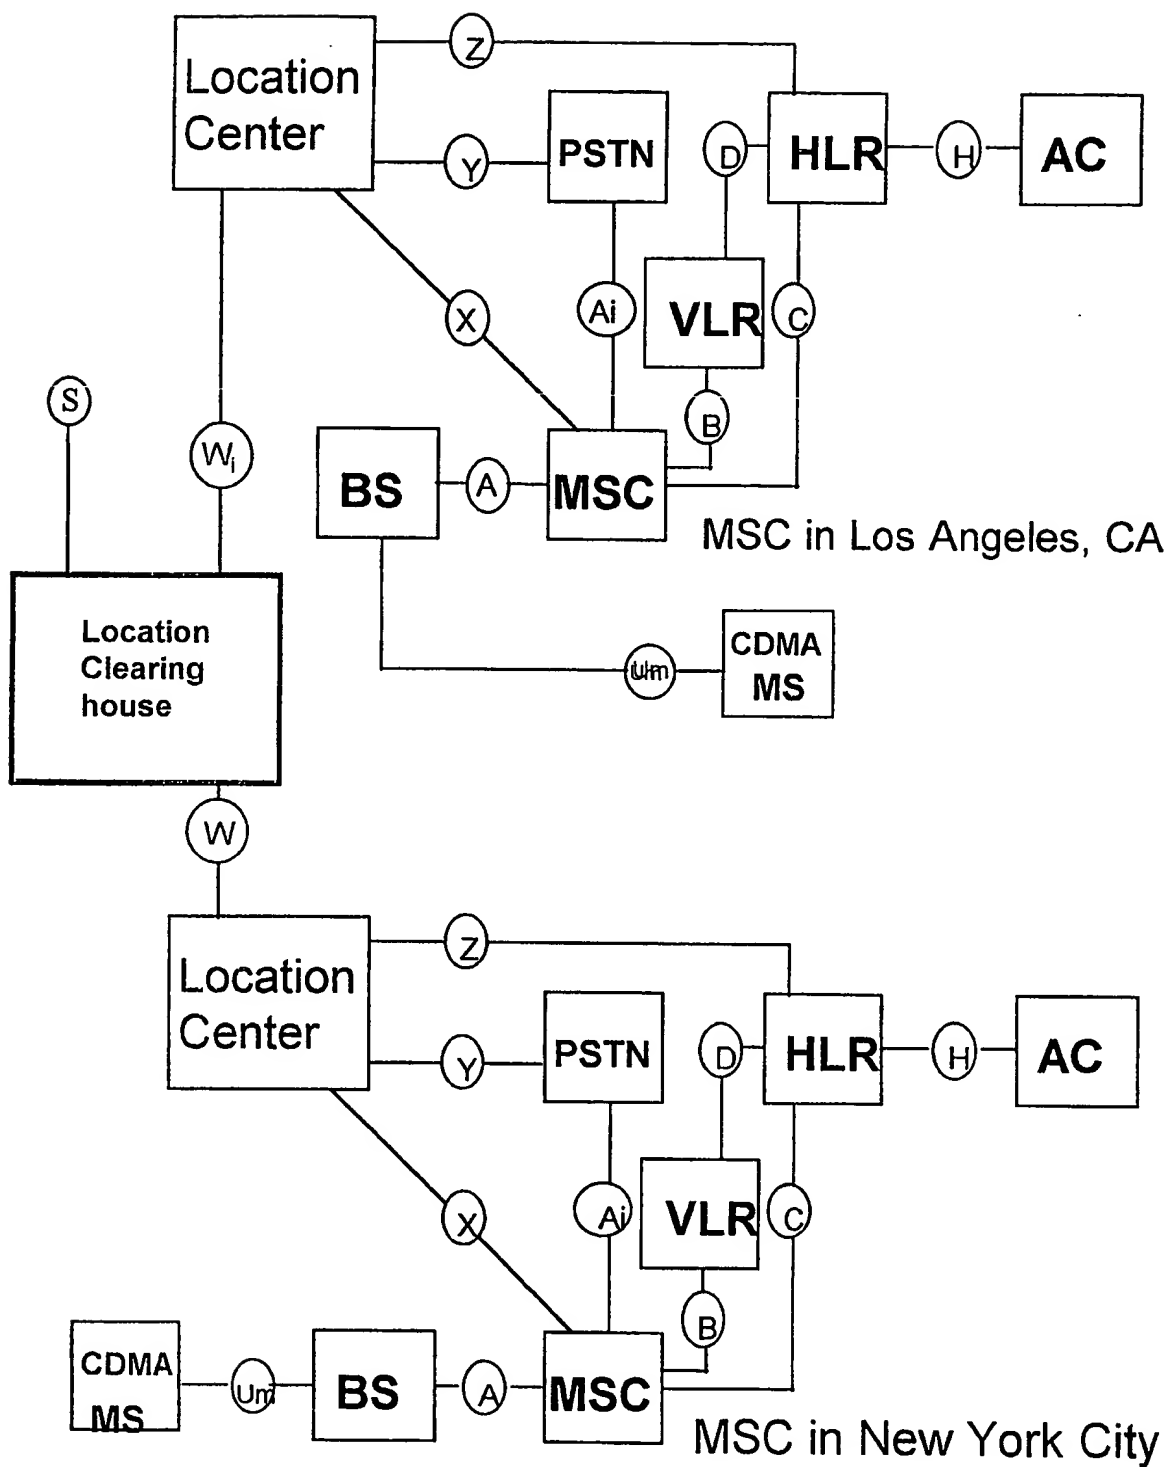 Z
Location
Center
Y
PSTN
D
HLR
H
AC
X
Ai
VLR
C
S
Wi
B
BS
A
MSC
MSC in Los Angeles, CA
Location
Clearing
house
Um
CDMA
MS
W
Z
Location
Center
Y
PSTN
D
HLR
H
AC
X
Ai
VLR
C
B
CDMA
MS
Um
BS
A
MSC
MSC in New York City